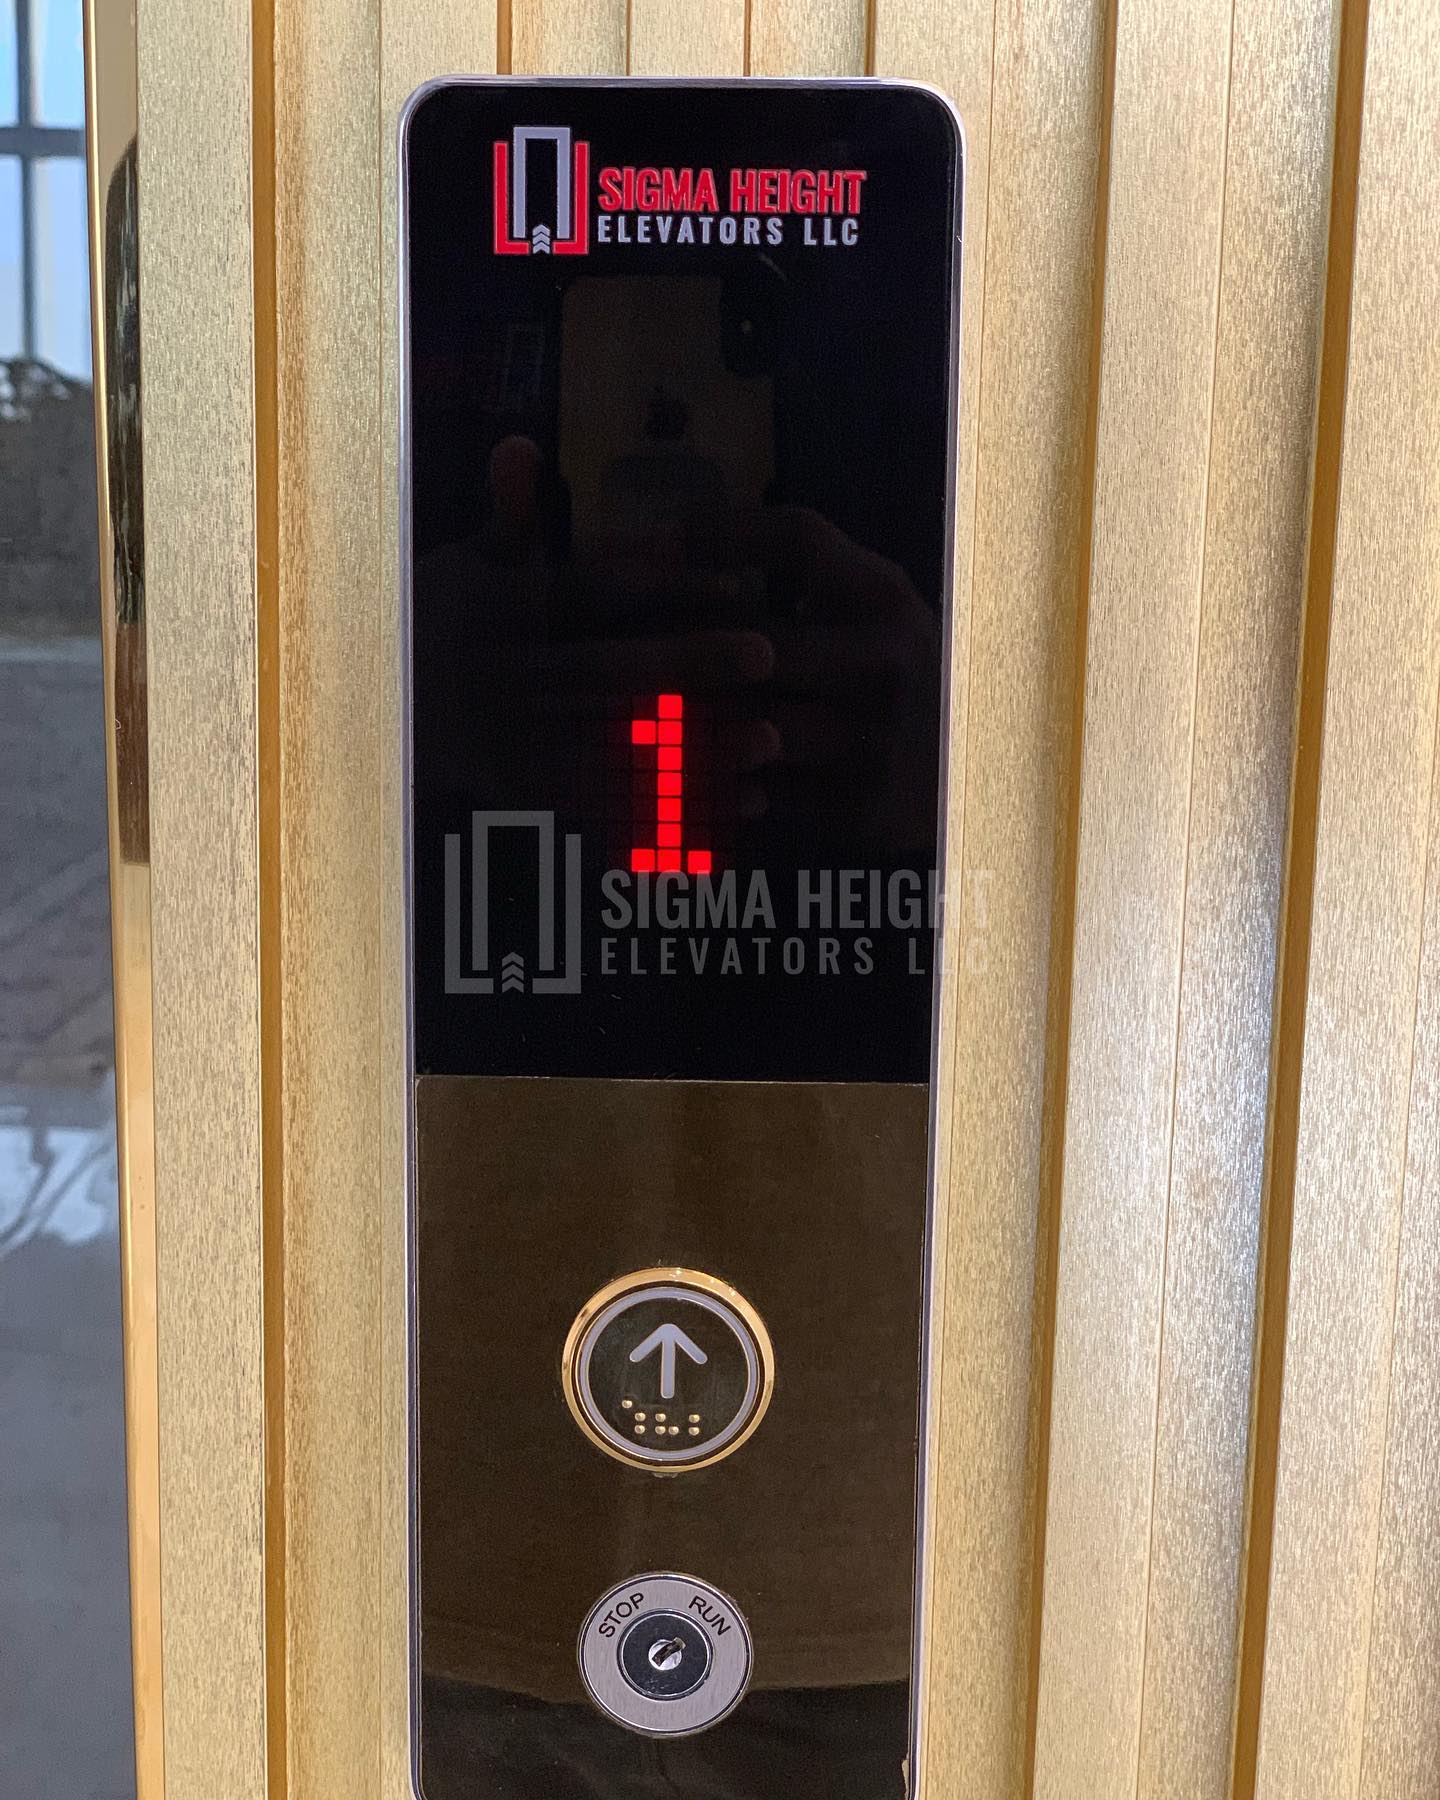 SIGMA HEIGHT
ELEVATORS LLC
1
SIGMA HEIGHT
ELEVATORS LLC
STOP RUN